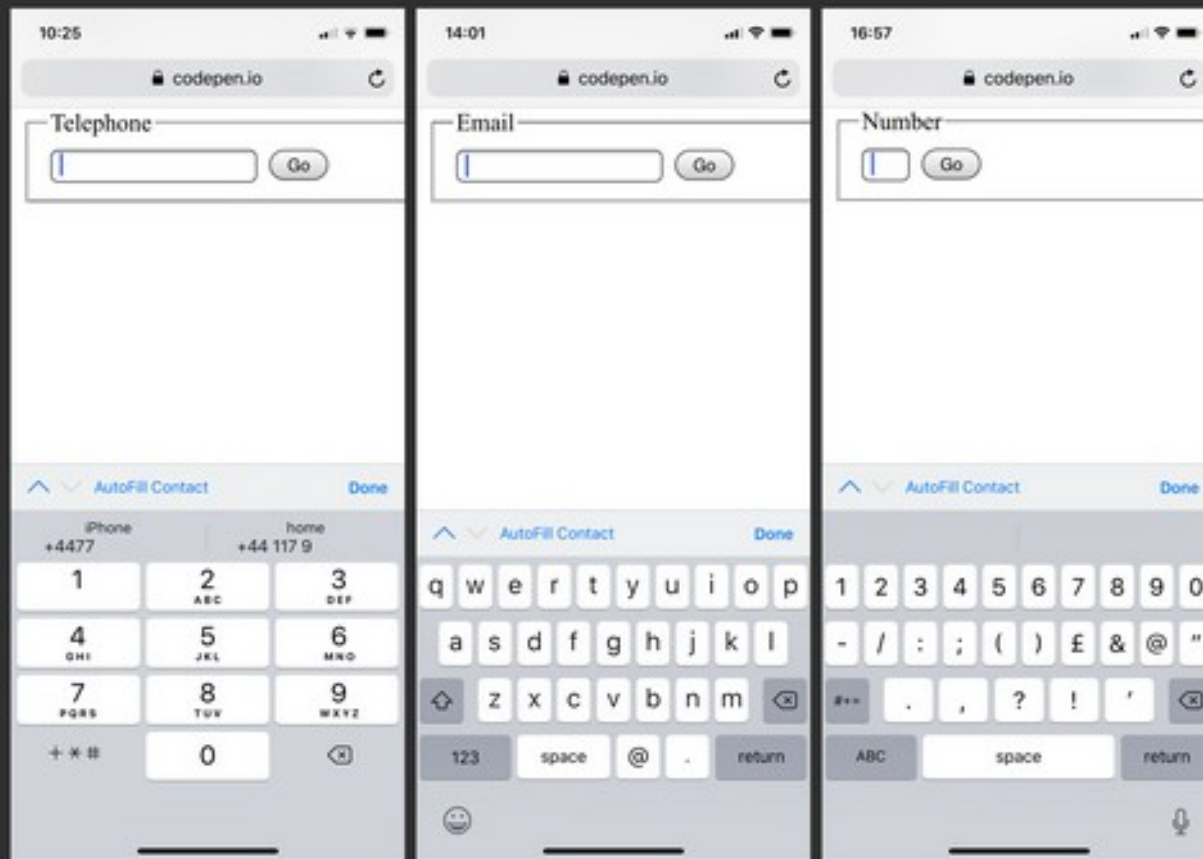 10:25
codepen.io
Telephone
Go
AutoFill Contact Done
iPhone home
+4477 +44 117 9
1 2 3
ABC DEF
4 5 6
GHI JKL MNO
7 8 9
PQRS TUV WXYZ
+ * # 0
14:01
codepen.io
Email
Go
AutoFill Contact Done
q w e r t y u i o p
a s d f g h j k l
z x c v b n m
123 space @ . return
16:57
codepen.io
Number
Go
AutoFill Contact Done
1 2 3 4 5 6 7 8 9 0
- / : ; ( ) £ & @ "
#+= . , ? ! '
ABC space return